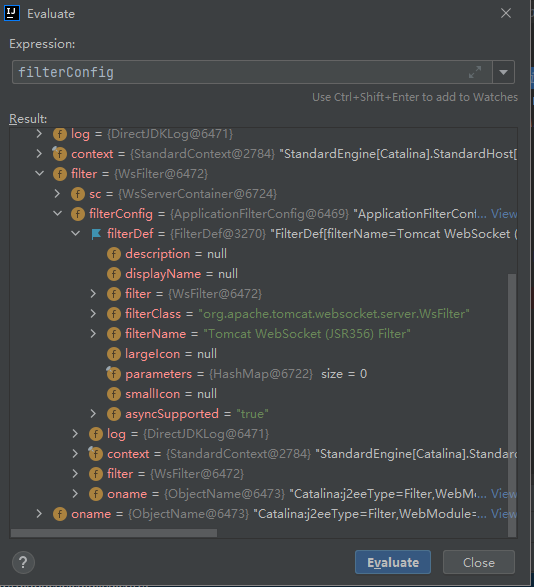 Evaluate
Expression:
filterConfig
Use Ctrl+Shift+Enter to add to Watches
Result:
f log = {DirectJDKLog@6471}
f context = {StandardContext@2784} "StandardEngine[Catalina].StandardHost[
f filter = {WsFilter@6472}
f sc = {WsServerContainer@6724}
f filterConfig = {ApplicationFilterConfig@6469} "ApplicationFilterConf... View
filterDef = {FilterDef@3270} "FilterDef[filterName=Tomcat WebSocket (
f description = null
f displayName = null
f filter = {WsFilter@6472}
f filterClass = "org.apache.tomcat.websocket.server.WsFilter"
f filterName = "Tomcat WebSocket (JSR356) Filter"
f largeIcon = null
f parameters = {HashMap@6722} size = 0
f smallIcon = null
f asyncSupported = "true"
f log = {DirectJDKLog@6471}
f context = {StandardContext@2784} "StandardEngine[Catalina].Standard
f filter = {WsFilter@6472}
f oname = {ObjectName@6473} "Catalina:j2eeType=Filter,WebM... View
f oname = {ObjectName@6473} "Catalina:j2eeType=Filter,WebModule=... View
? Evaluate Close